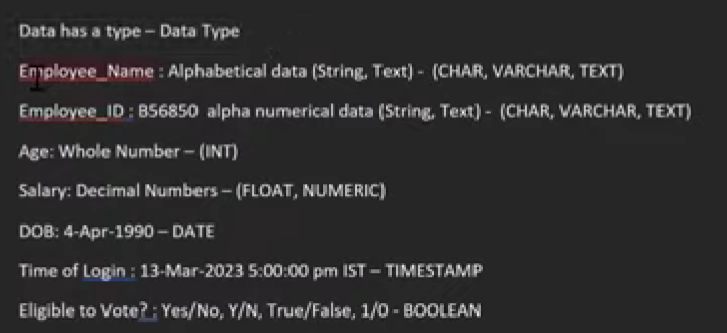 Data has a type – Data Type
Employee_Name : Alphabetical data (String, Text) - (CHAR, VARCHAR, TEXT)
Employee_ID : B56850 alpha numerical data (String, Text) - (CHAR, VARCHAR, TEXT)
Age: Whole Number – (INT)
Salary: Decimal Numbers – (FLOAT, NUMERIC)
DOB: 4-Apr-1990 – DATE
Time of Login : 13-Mar-2023 5:00:00 pm IST – TIMESTAMP
Eligible to Vote? : Yes/No, Y/N, True/False, 1/0 - BOOLEAN